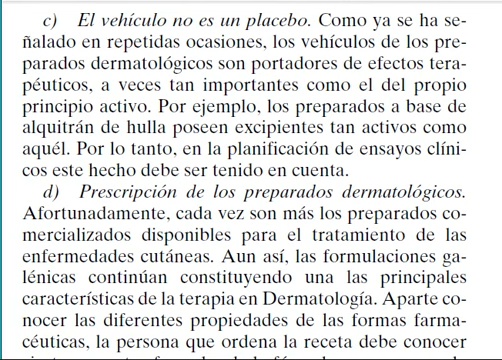 c) El vehículo no es un placebo. Como ya se ha se-
ñalado en repetidas ocasiones, los vehículos de los pre-
parados dermatológicos son portadores de efectos tera-
péuticos, a veces tan importantes como el del propio
principio activo. Por ejemplo, los preparados a base de
alquitrán de hulla poseen excipientes tan activos como
aquél. Por lo tanto, en la planificación de ensayos clíni-
cos este hecho debe ser tenido en cuenta.
d) Prescripción de los preparados dermatológicos.
Afortunadamente, cada vez son más los preparados co-
mercializados disponibles para el tratamiento de las
enfermedades cutáneas. Aun así, las formulaciones ga-
lénicas continúan constituyendo una las principales
características de la terapia en Dermatología. Aparte co-
nocer las diferentes propiedades de las formas farma-
céuticas, la persona que ordena la receta debe conocer